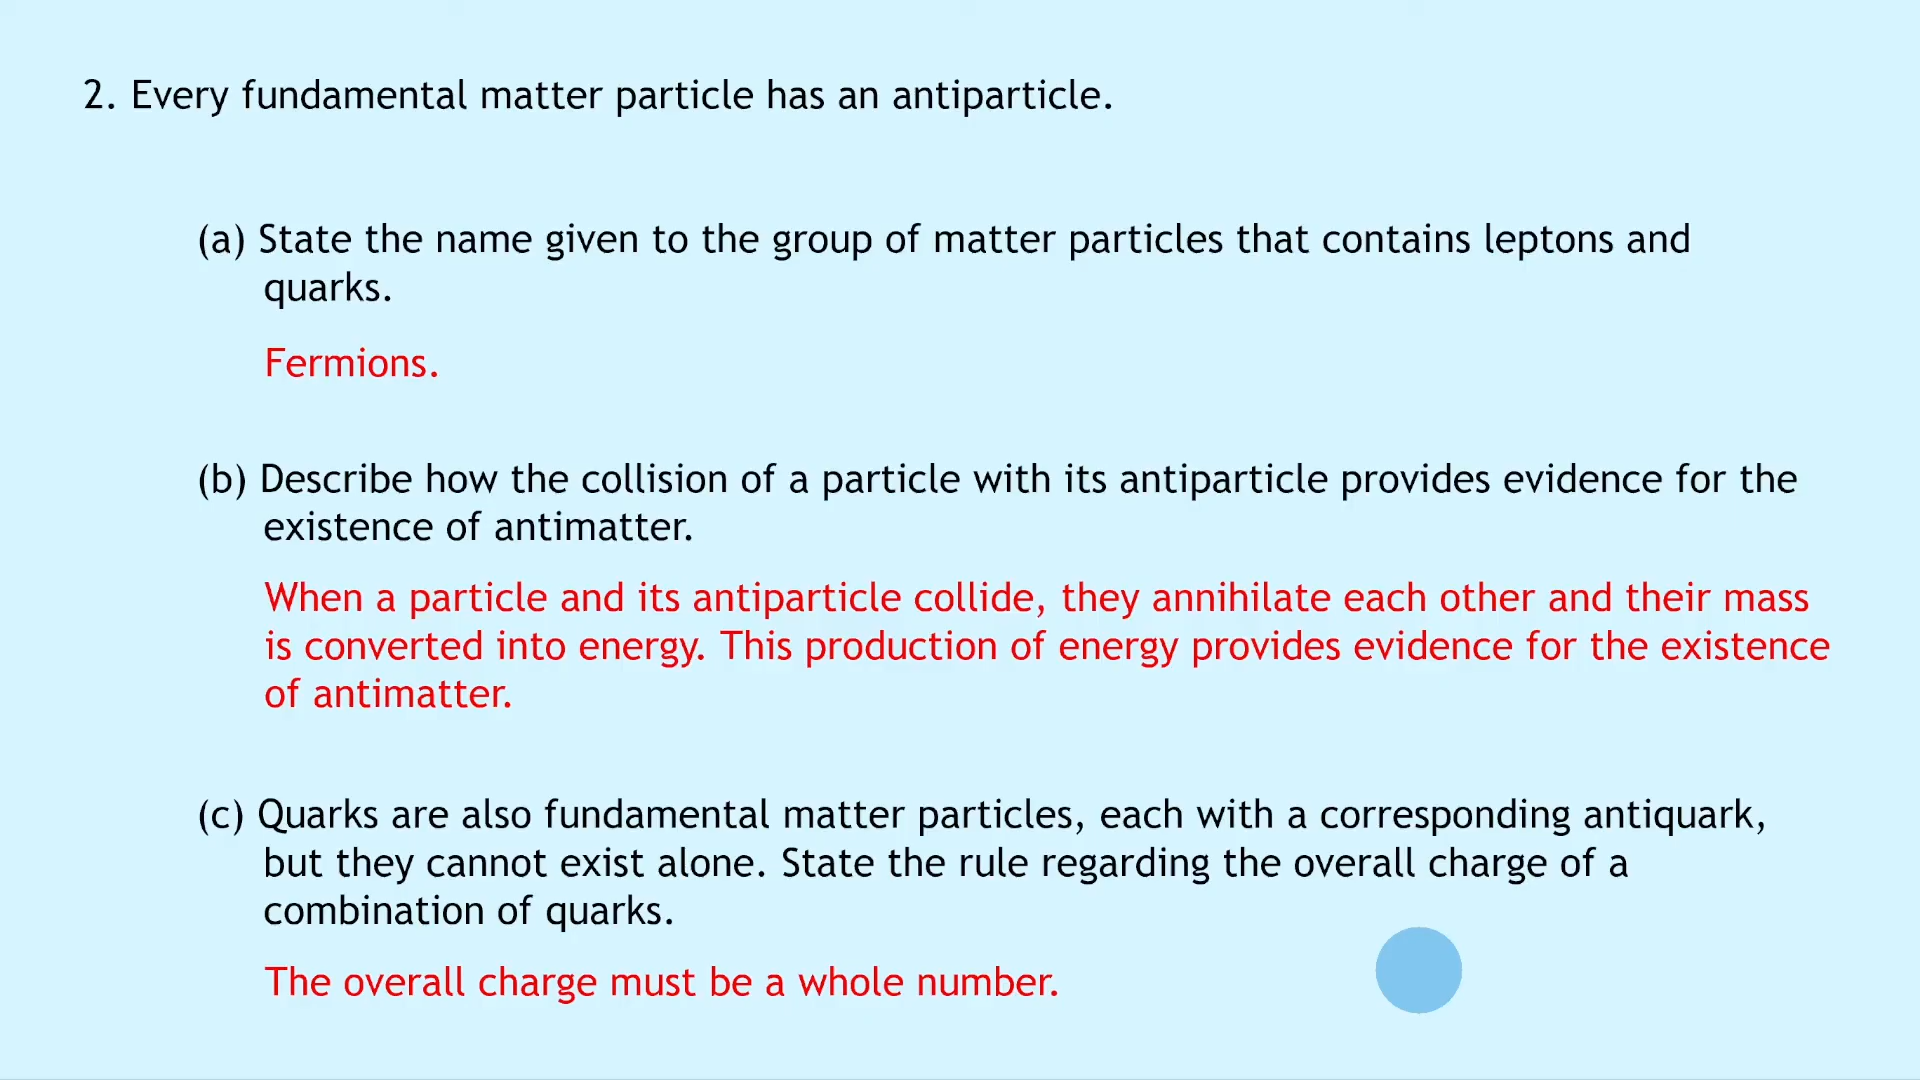 2. Every fundamental matter particle has an antiparticle.
(a) State the name given to the group of matter particles that contains leptons and
quarks.
Fermions.
(b) Describe how the collision of a particle with its antiparticle provides evidence for the
existence of antimatter.
When a particle and its antiparticle collide, they annihilate each other and their mass
is converted into energy. This production of energy provides evidence for the existence
of antimatter.
(c) Quarks are also fundamental matter particles, each with a corresponding antiquark,
but they cannot exist alone. State the rule regarding the overall charge of a
combination of quarks.
The overall charge must be a whole number.